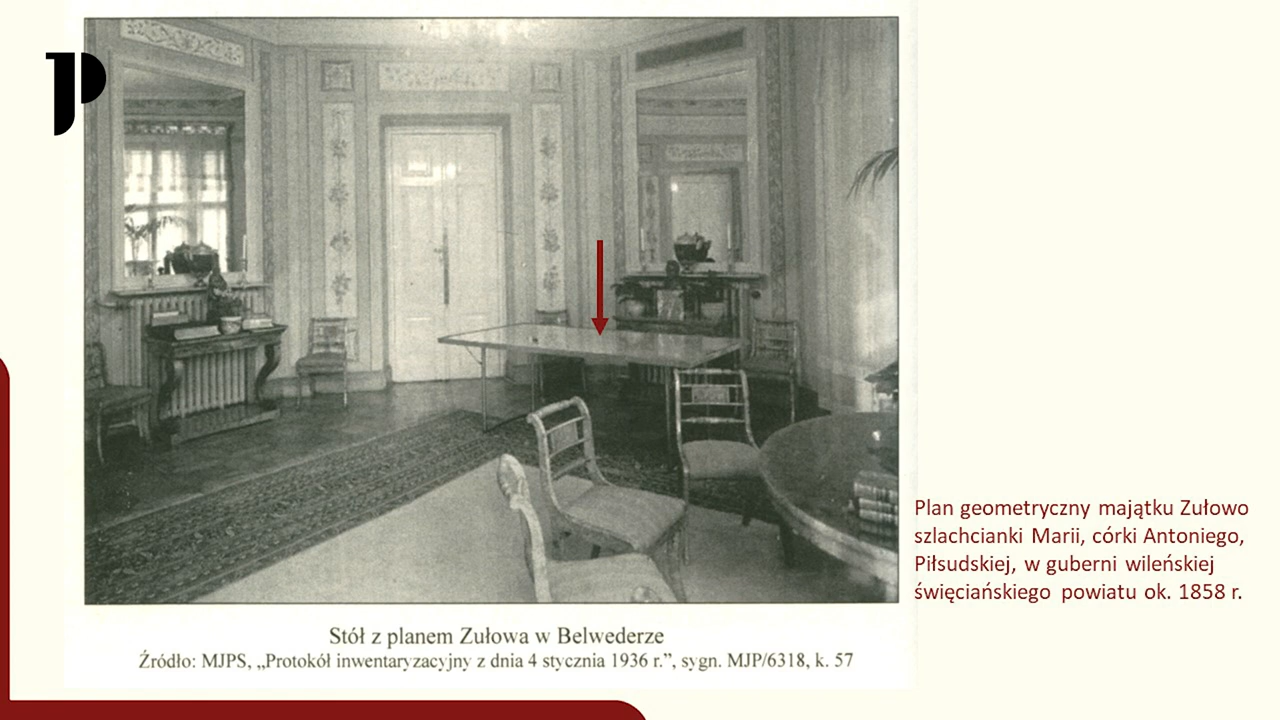 Plan geometryczny majątku Zułowo
szlachcianki Marii, córki Antoniego,
Piłsudskiej, w guberni wileńskiej
święciańskiego powiatu ok. 1858 r.
Stół z planem Zułowa w Belwederze
Źródło: MJPS, „Protokół inwentaryzacyjny z dnia 4 stycznia 1936 r.”, sygn. MJP/6318, k. 57